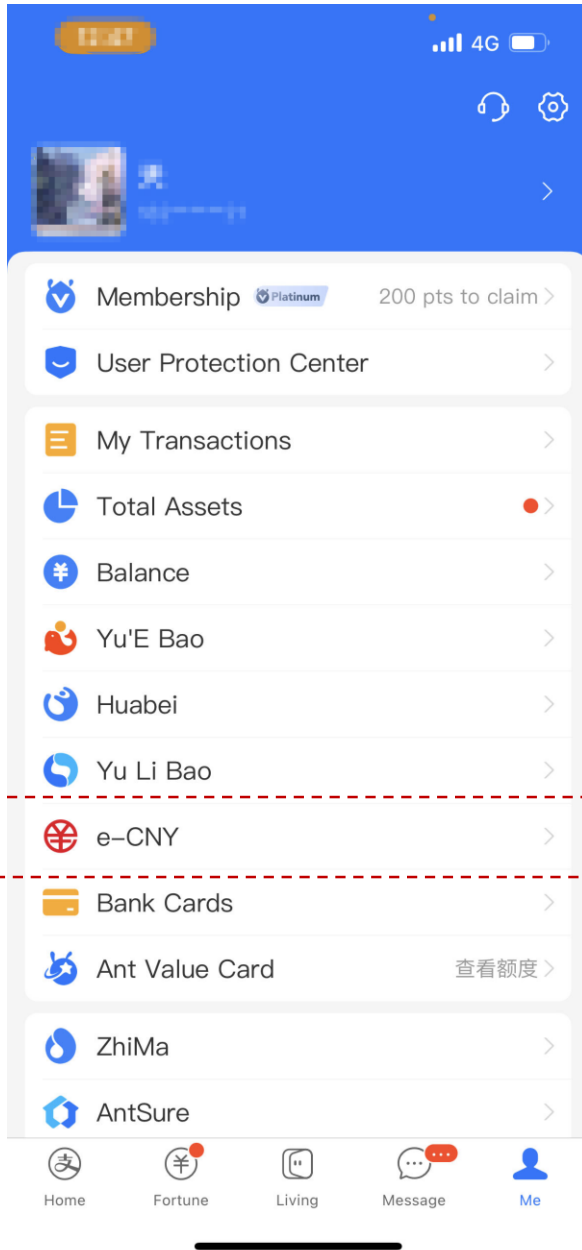 4G
Membership Platinum 200 pts to claim
User Protection Center
My Transactions
Total Assets
Balance
Yu'E Bao
Huabei
Yu Li Bao
e-CNY
Bank Cards
Ant Value Card 查看额度
ZhiMa
AntSure
Home Fortune Living Message Me